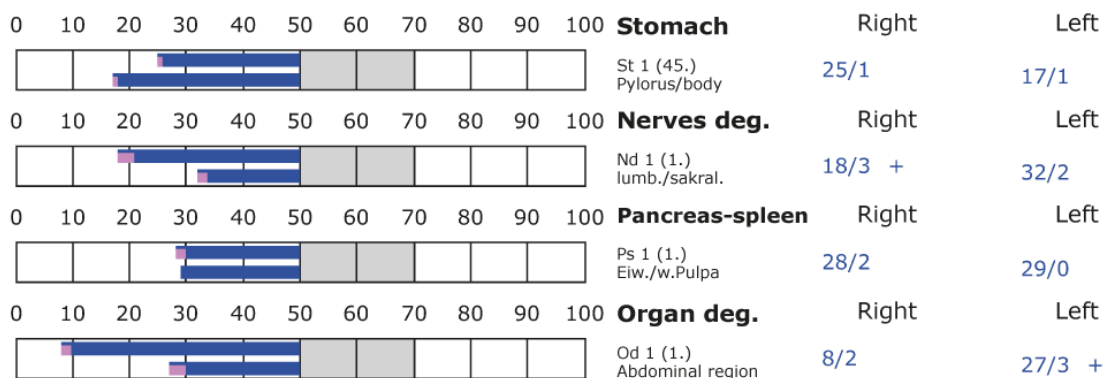 0 10 20 30 40 50 60 70 80 90 100 Stomach Right Left
St 1 (45.) 25/1 17/1
Pylorus/body
0 10 20 30 40 50 60 70 80 90 100 Nerves deg. Right Left
Nd 1 (1.) 18/3 + 32/2
lumb./sakral.
0 10 20 30 40 50 60 70 80 90 100 Pancreas-spleen Right Left
Ps 1 (1.) 28/2 29/0
Eiw./w.Pulpa
0 10 20 30 40 50 60 70 80 90 100 Organ deg. Right Left
Od 1 (1.) 8/2 27/3 +
Abdominal region